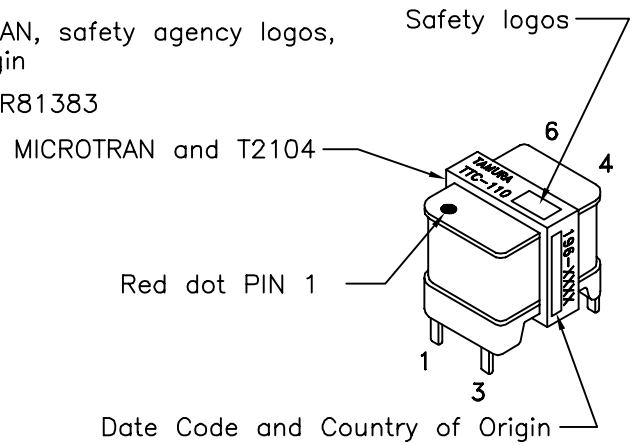 AN, safety agency logos,
gin
R81383
MICROTRAN and T2104
Safety logos
6
4
TAMURA
TTC-110
196-XXXX
Red dot PIN 1
1
3
Date Code and Country of Origin